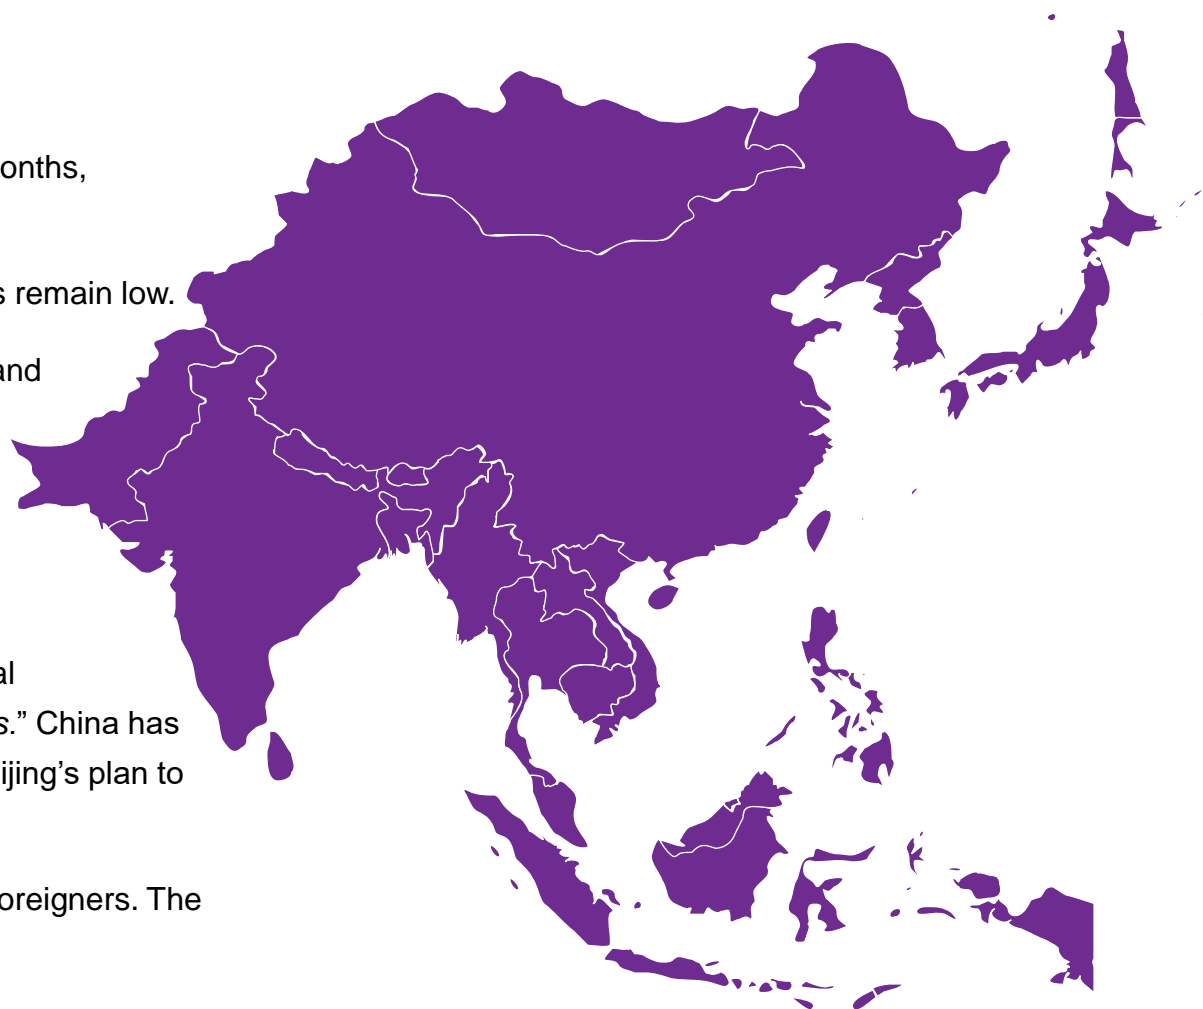 onths,
s remain low.
and
al
s.” China has
ijing’s plan to
oreigners. The